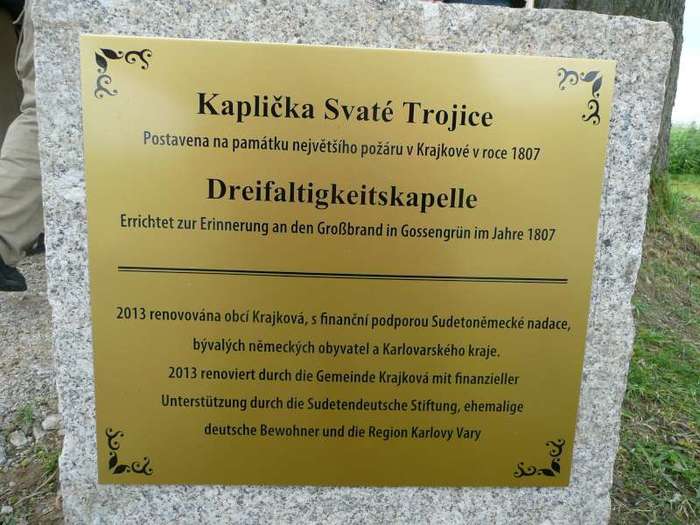 Kaplička Svaté Trojice
Postavena na památku největšího požáru v Krajkové v roce 1807
Dreifaltigkeitskapelle
Errichtet zur Erinnerung an den Großbrand in Gossengrün im Jahre 1807
2013 renovována obcí Krajková, s finanční podporou Sudetoněmecké nadace,
bývalých německých obyvatel a Karlovarského kraje.
2013 renoviert durch die Gemeinde Krajková mit finanzieller
Unterstützung durch die Sudetendeutsche Stiftung, ehemalige
deutsche Bewohner und die Region Karlovy Vary